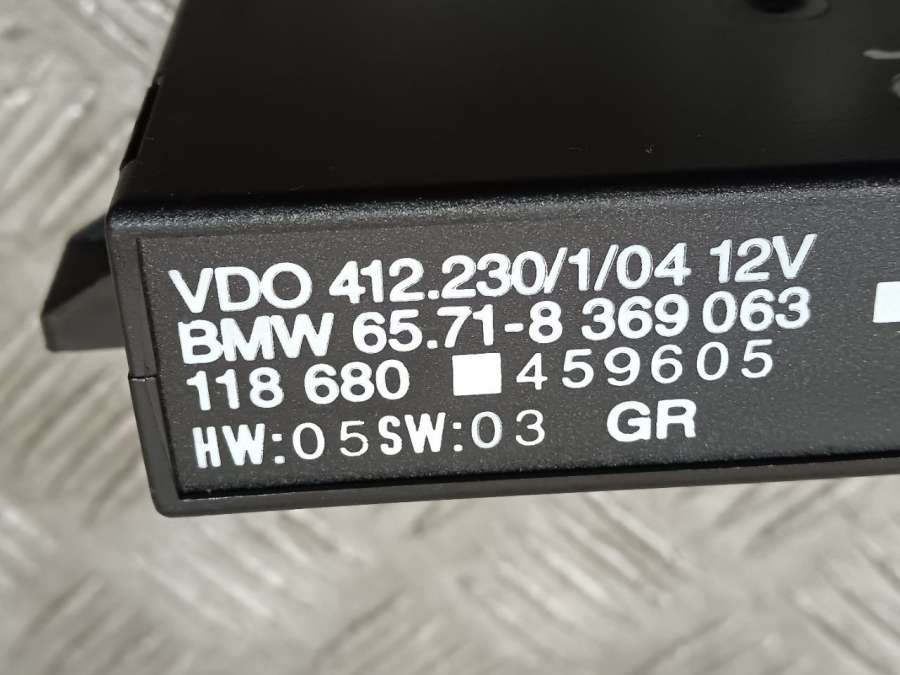 VDO 412.230/1/04 12V
BMW 65.71-8 369 063
118 680 459605
HW:05SW:03 GR